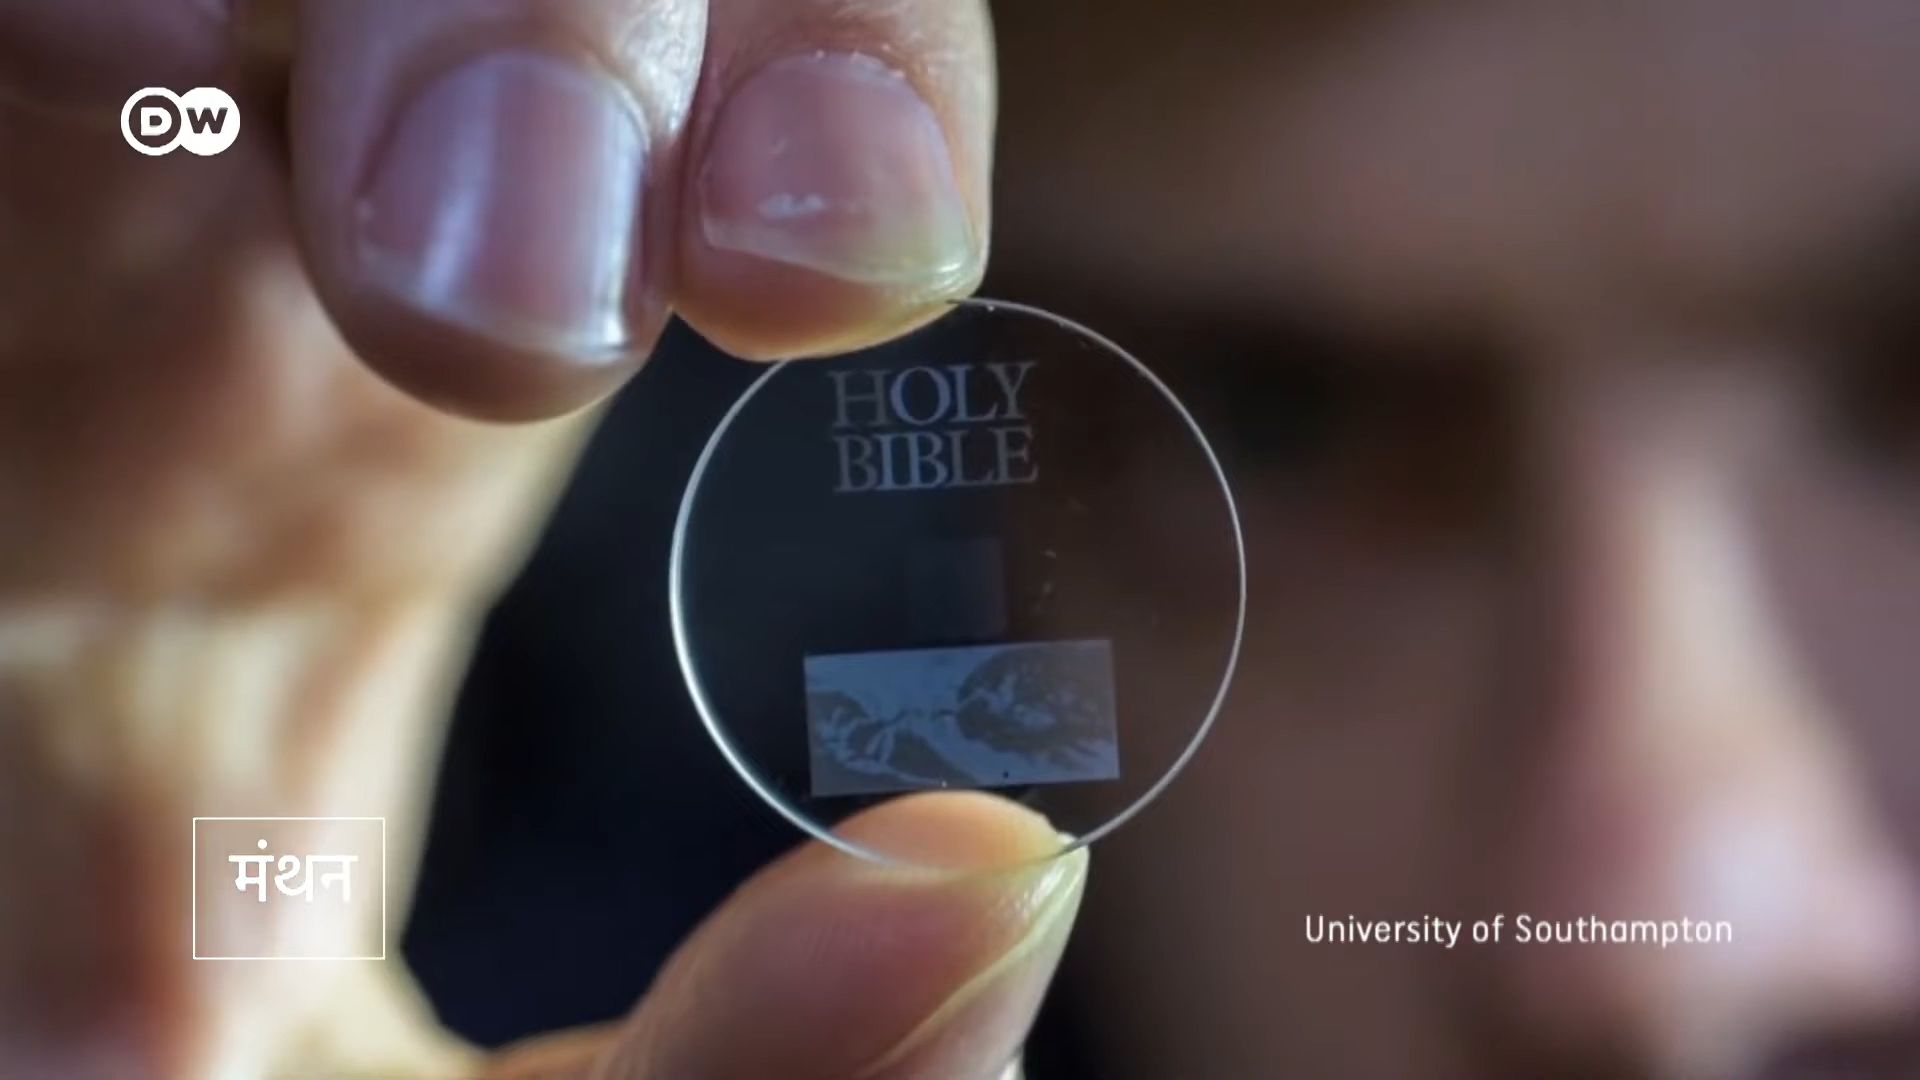 DW
HOLY
BIBLE
मंथन
University of Southampton